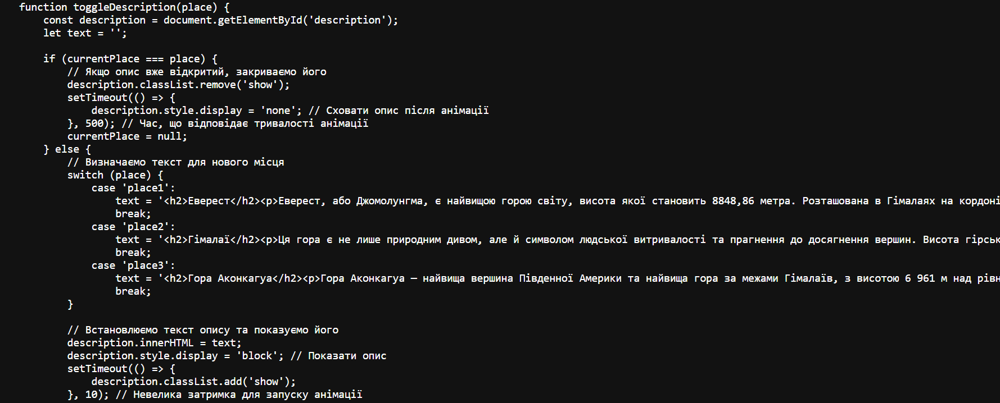 function toggleDescription(place) {
const description = document.getElementById('description');
let text = '';
if (currentPlace === place) {
// Якщо опис вже відкритий, закриваємо його
description.classList.remove('show');
setTimeout(() => {
description.style.display = 'none'; // Сховати опис після анімації
}, 500); // Час, що відповідає тривалості анімації
currentPlace = null;
} else {
// Визначаємо текст для нового місця
switch (place) {
case 'place1':
text = '<h2>Еверест</h2><p>Еверест, або Джомолунгма, є найвищою горою світу, висота якої становить 8848,86 метра. Розташована в Гімалаях на кордоні
break;
case 'place2':
text = '<h2>Гімалаї</h2><p>Ця гора є не лише природним дивом, але й символом людської витривалості та прагнення до досягнення вершин. Висота гірськ
break;
case 'place3':
text = '<h2>Гора Аконкагуа</h2><p>Гора Аконкагуа — найвища вершина Південної Америки та найвища гора за межами Гімалаїв, з висотою 6 961 м над рівн
break;
}
// Встановлюємо текст опису та показуємо його
description.innerHTML = text;
description.style.display = 'block'; // Показати опис
setTimeout(() => {
description.classList.add('show');
}, 10); // Невелика затримка для запуску анімації